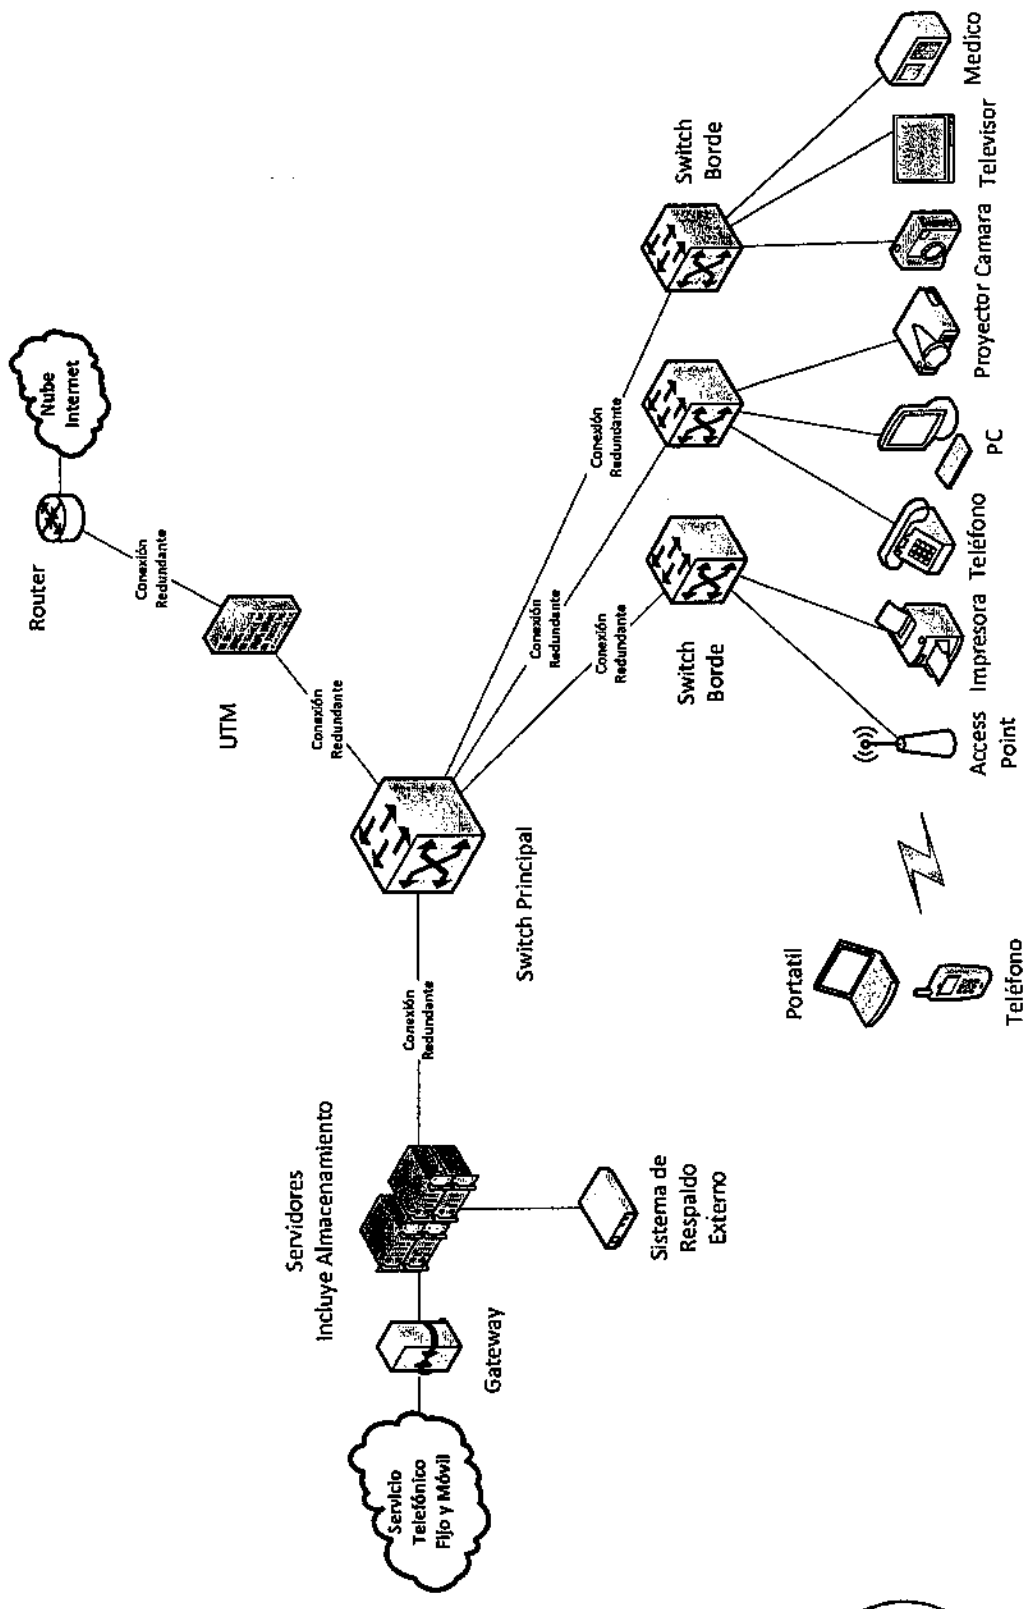 Nube
Internet
Router
Conexión
Redundante
UTM
Conexión
Redundante
Switch Principal
Conexión
Redundante
Servidores
Incluye Almacenamiento
Gateway
Servicio
Telefónico
Fijo y Móvil
Sistema de
Respaldo
Externo
Conexión
Redundante
Conexión
Redundante
Conexión
Redundante
Switch
Borde
Switch
Borde
Portatil
Teléfono
Access
Point
Impresora
Teléfono
PC
Proyector
Camara
Televisor
Medico